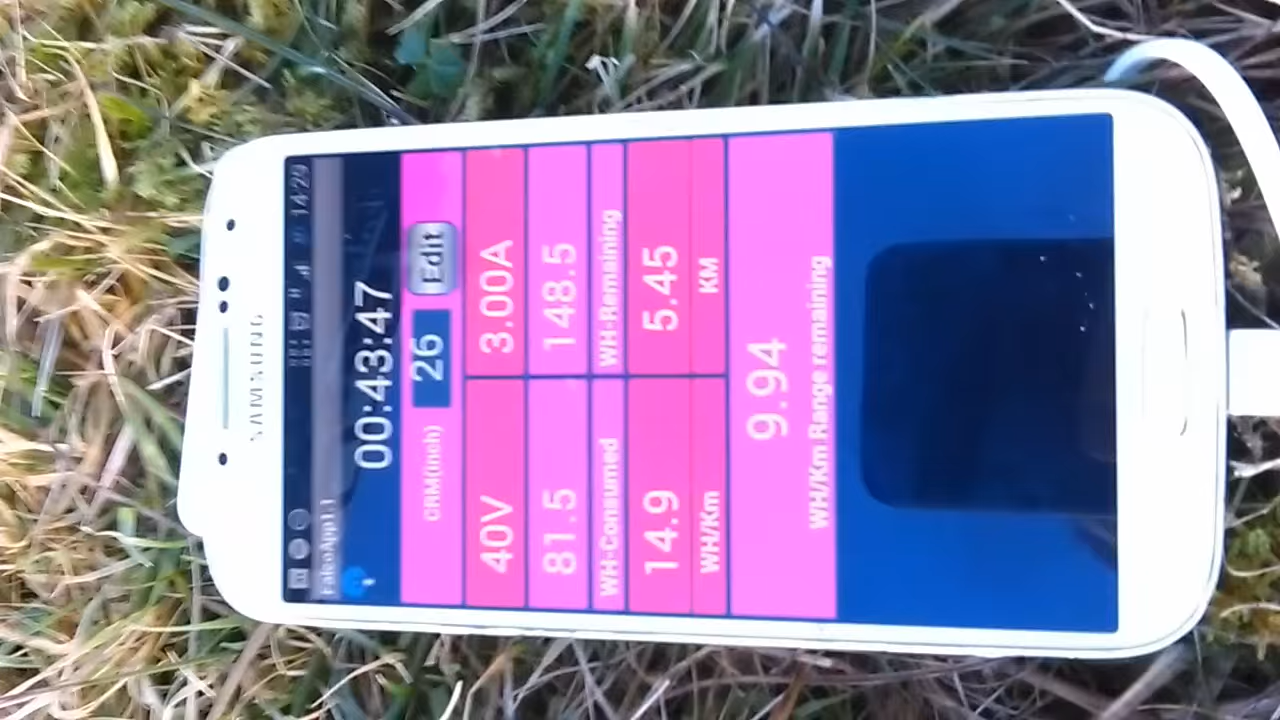 SAMSUNG
14:29
FalcoApp1.1
00:43:47
CRM(inch) 26 Edit
40V 3.00A
81.5 148.5
WH-Consumed WH-Remaining
14.9 5.45
WH/Km KM
9.94
WH/Km Range remaining